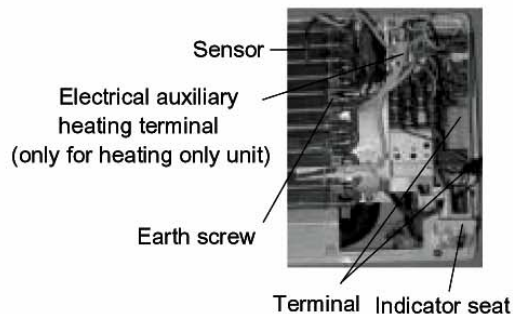 Sensor
Electrical auxiliary
heating terminal
(only for heating only unit)
Earth screw
Terminal Indicator seat